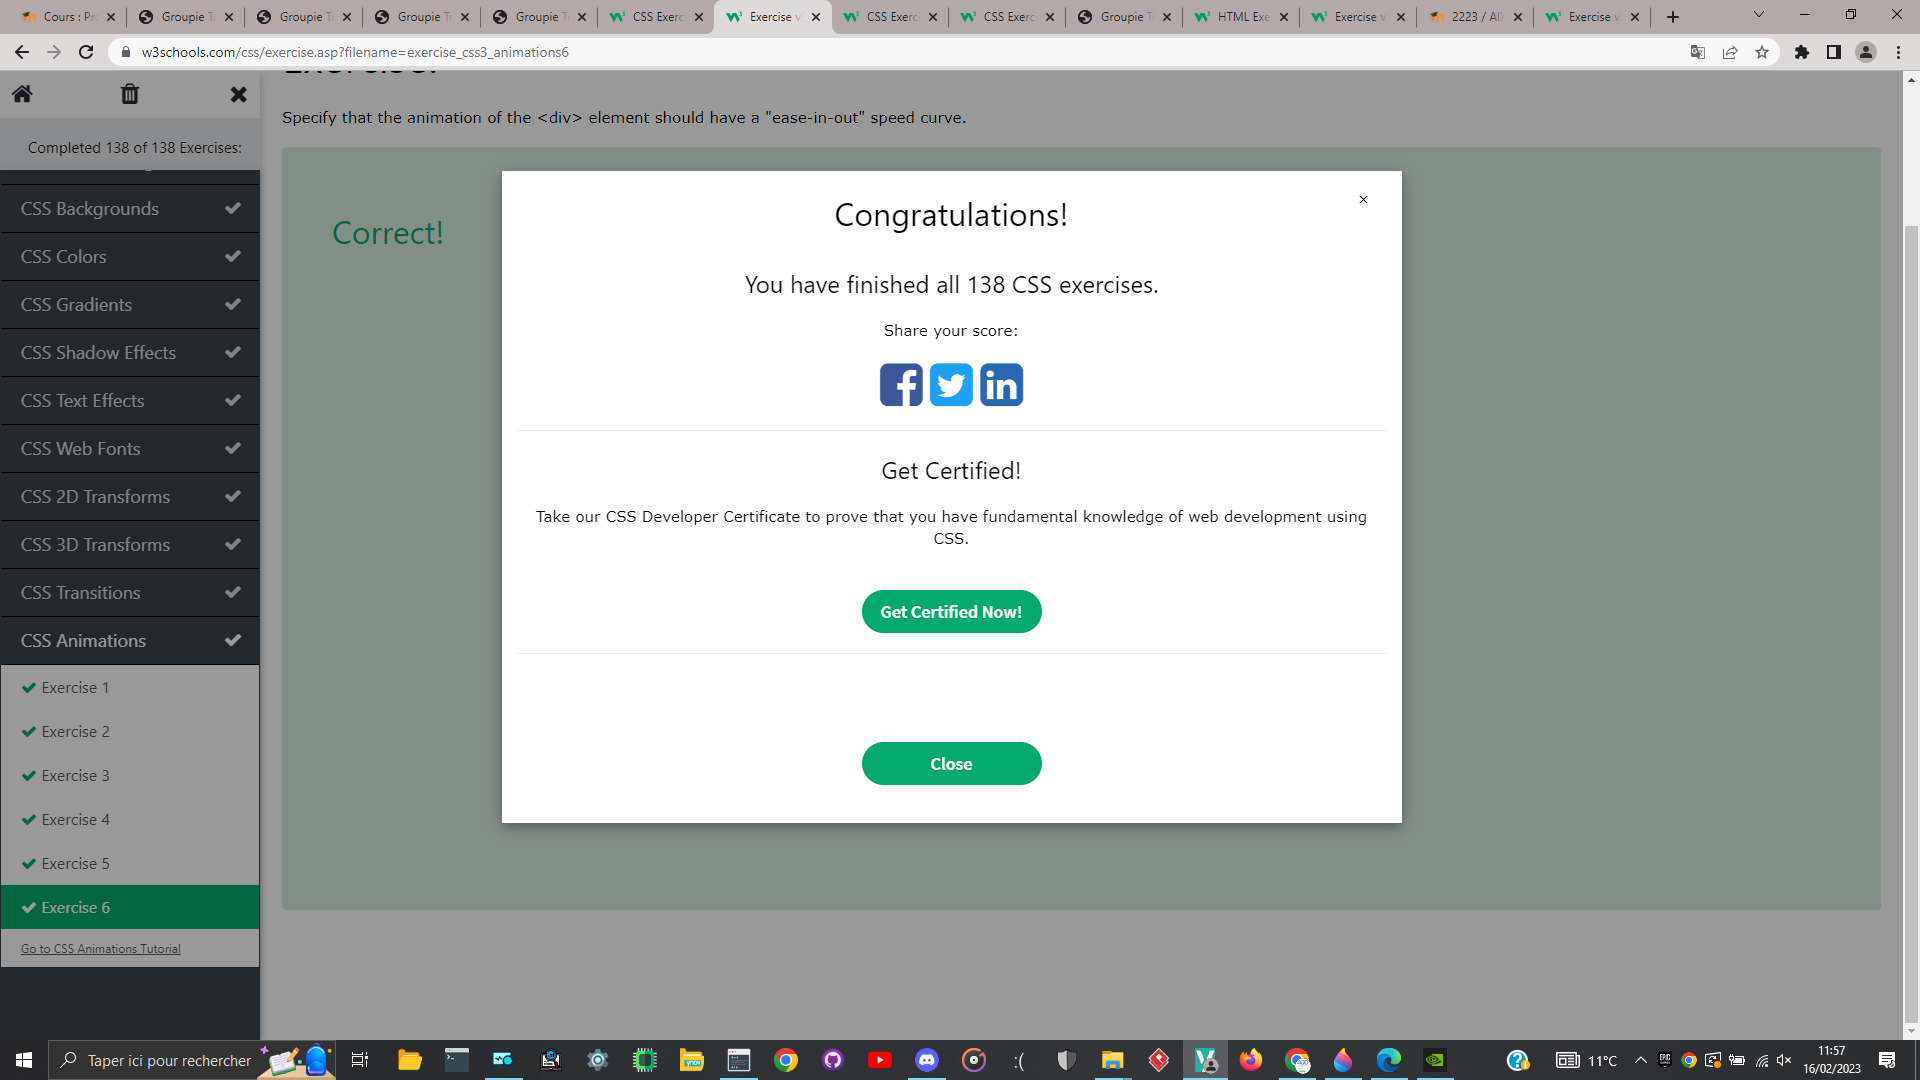 Cours : Pr
Groupie T
Groupie T
Groupie T
Groupie T
CSS Exerc
Exercise v
CSS Exerc
CSS Exerc
Groupie T
HTML Exe
Exercise v
2223 / AI
Exercise v
w3schools.com/css/exercise.asp?filename=exercise_css3_animations6
Specify that the animation of the <div> element should have a "ease-in-out" speed curve.
Completed 138 of 138 Exercises:
CSS Backgrounds
CSS Colors
CSS Gradients
CSS Shadow Effects
CSS Text Effects
CSS Web Fonts
CSS 2D Transforms
CSS 3D Transforms
CSS Transitions
CSS Animations
Exercise 1
Exercise 2
Exercise 3
Exercise 4
Exercise 5
Exercise 6
Go to CSS Animations Tutorial
Correct!
Congratulations!
You have finished all 138 CSS exercises.
Share your score:
Get Certified!
Take our CSS Developer Certificate to prove that you have fundamental knowledge of web development using
CSS.
Get Certified Now!
Close
Taper ici pour rechercher
11°C
11:57
16/02/2023